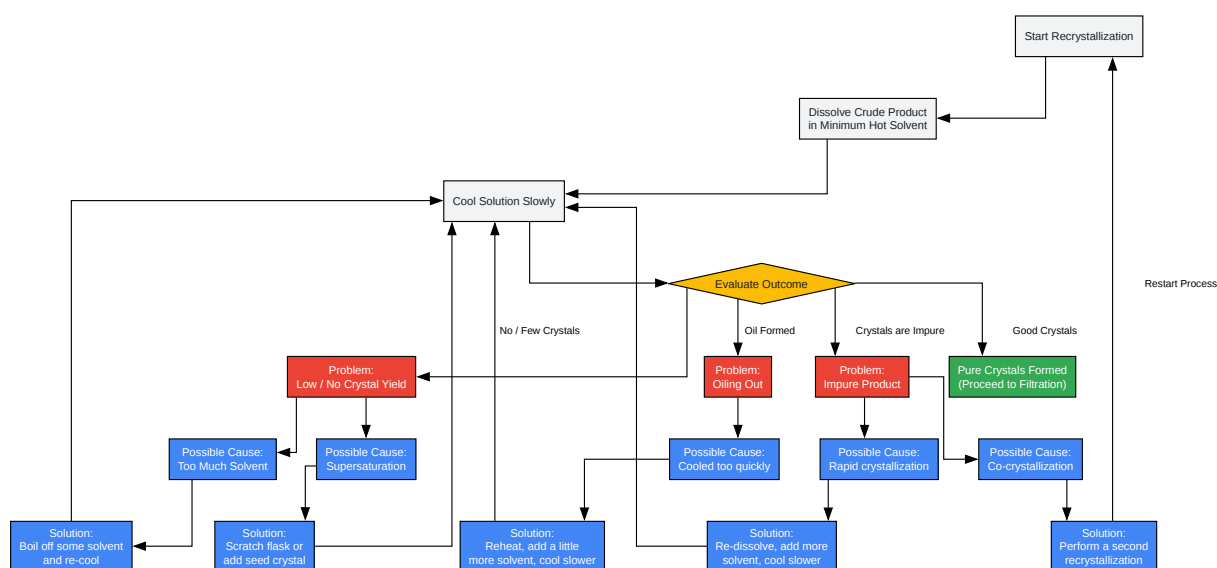 Start Recrystallization
Dissolve Crude Product
in Minimum Hot Solvent
Cool Solution Slowly
Evaluate Outcome
Restart Process
No / Few Crystals
Oil Formed
Crystals are Impure
Good Crystals
Problem:
Low / No Crystal Yield
Problem:
Oiling Out
Problem:
Impure Product
Pure Crystals Formed
(Proceed to Filtration)
Possible Cause:
Too Much Solvent
Possible Cause:
Supersaturation
Possible Cause:
Cooled too quickly
Possible Cause:
Rapid crystallization
Possible Cause:
Co-crystallization
Solution:
Boil off some solvent
and re-cool
Solution:
Scratch flask or
add seed crystal
Solution:
Reheat, add a little
more solvent, cool slower
Solution:
Re-dissolve, add more
solvent, cool slower
Solution:
Perform a second
recrystallization